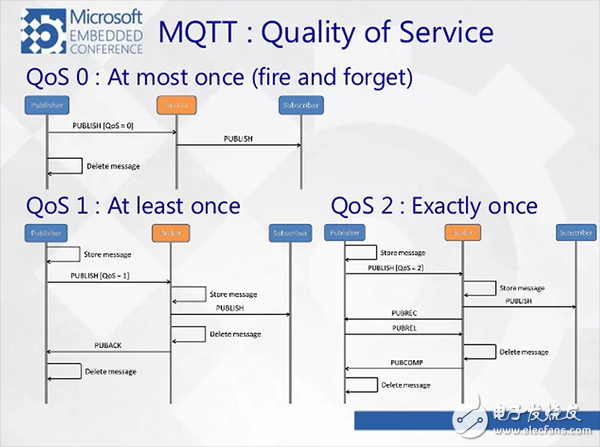 Microsoft
EMBEDDED
CONFERENCE
MQTT : Quality of Service
QoS 0 : At most once (fire and forget)
Publisher
Broker
Subscriber
PUBLISH [QoS = 0]
PUBLISH
Delete message
QoS 1 : At least once
Publisher
Broker
Subscriber
Store message
PUBLISH [QoS = 1]
Store message
PUBLISH
Delete message
PUBACK
Delete message
QoS 2 : Exactly once
Publisher
Broker
Subscriber
Store message
PUBLISH [QoS = 2]
Store message
PUBLISH
PUBREC
PUBREL
Delete message
PUBCOMP
Delete message
电子发烧友
www.elecfans.com